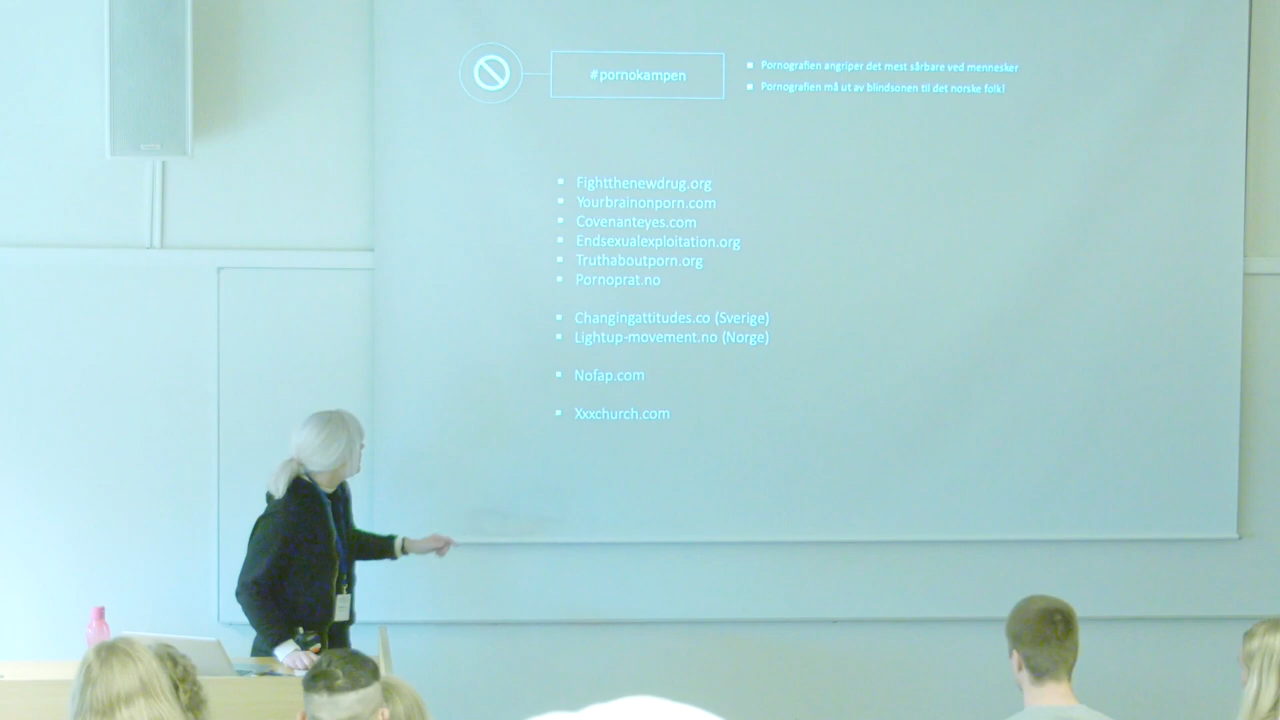 #pornokampen
Pornografien angriper det mest sårbare ved mennesker
Pornografien må ut av blindsonen til det norske folk!
Fightthenewdrug.org
Yourbrainonporn.com
Covenanteyes.com
Endsexualexploitation.org
Truthaboutporn.org
Pornoprat.no
Changingattitudes.co (Sverige)
Lightup-movement.no (Norge)
Nofap.com
Xxxchurch.com